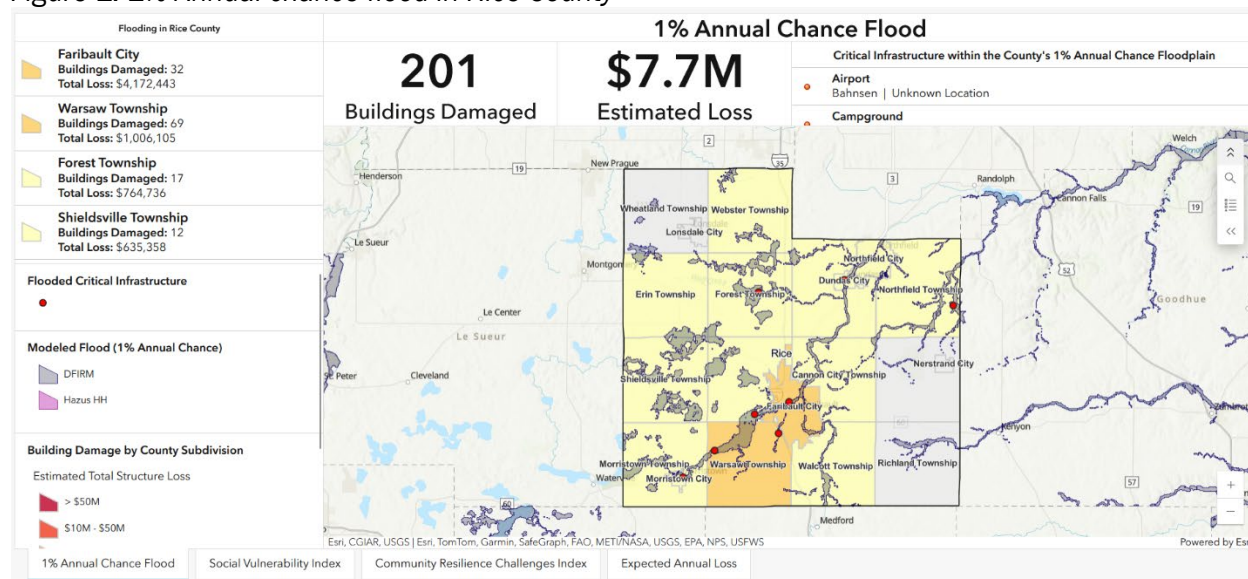 Flooding in Rice County
Faribault City
Buildings Damaged: 32
Total Loss: $4,172,443
Warsaw Township
Buildings Damaged: 69
Total Loss: $1,006,105
Forest Township
Buildings Damaged: 17
Total Loss: $764,736
Shieldsville Township
Buildings Damaged: 12
Total Loss: $635,358
Flooded Critical Infrastructure
Modeled Flood (1% Annual Chance)
DFIRM
Hazus HH
Building Damage by County Subdivision
Estimated Total Structure Loss
> $50M
$10M - $50M
1% Annual Chance Flood
201
Buildings Damaged
$7.7M
Estimated Loss
Critical Infrastructure within the County's 1% Annual Chance Floodplain
Airport
Bahnsen | Unknown Location
Campground
Welch
2
New Prague
35
19
Henderson
3
Randolph
Cannon Falls
19
Wheatland Township
Webster Township
Lonsdale City
Le Sueur
Northfield City
52
Dundas City
Erin Township
Forest Township
Northfield Township
Goodhue
Le Center
Le Sueur
Rice
Nerstrand City
Cleveland
Shieldsville Township
Cannon City Township
Faribault City
60
Kenyon
Morristown Township
Warsaw Township
Walcott Township
Richland Township
Morristown City
57
60
Medford
Esri, CGIAR, USGS | Esri, TomTom, Garmin, SafeGraph, FAO, METI/NASA, USGS, EPA, NPS, USFWS
1% Annual Chance Flood
Social Vulnerability Index
Community Resilience Challenges Index
Expected Annual Loss